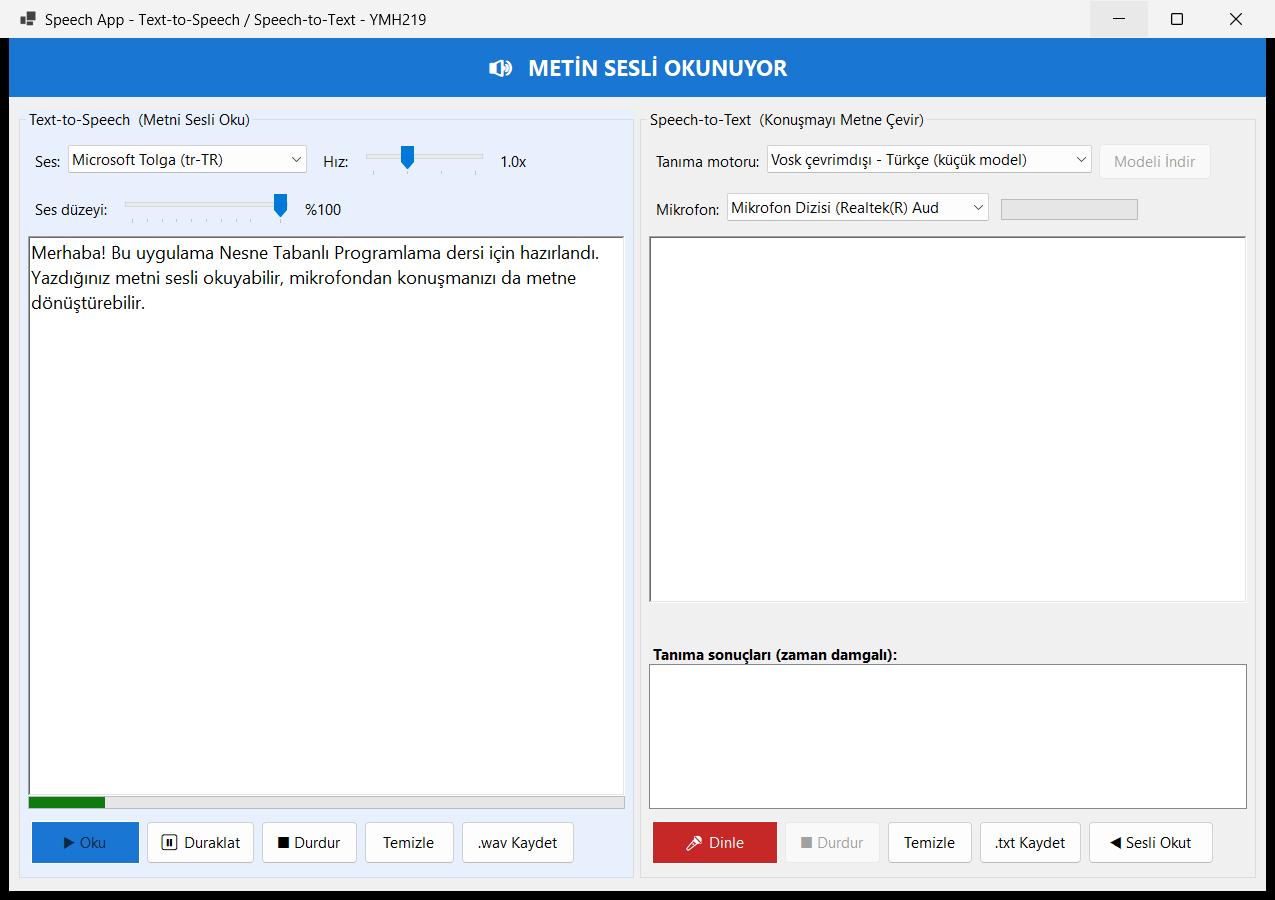 Speech App - Text-to-Speech / Speech-to-Text - YMH219
METİN SESLİ OKUNUYOR
Text-to-Speech (Metni Sesli Oku)
Ses: Microsoft Tolga (tr-TR) Hız: 1.0x
Ses düzeyi: %100
Merhaba! Bu uygulama Nesne Tabanlı Programlama dersi için hazırlandı.
Yazdığınız metni sesli okuyabilir, mikrofondan konuşmanızı da metne
dönüştürebilir.
Oku Duraklat Durdur Temizle .wav Kaydet
Speech-to-Text (Konuşmayı Metne Çevir)
Tanıma motoru: Vosk çevrimdışı - Türkçe (küçük model) Modeli İndir
Mikrofon: Mikrofon Dizisi (Realtek(R) Aud
Tanıma sonuçları (zaman damgalı):
Dinle Durdur Temizle .txt Kaydet Sesli Okut